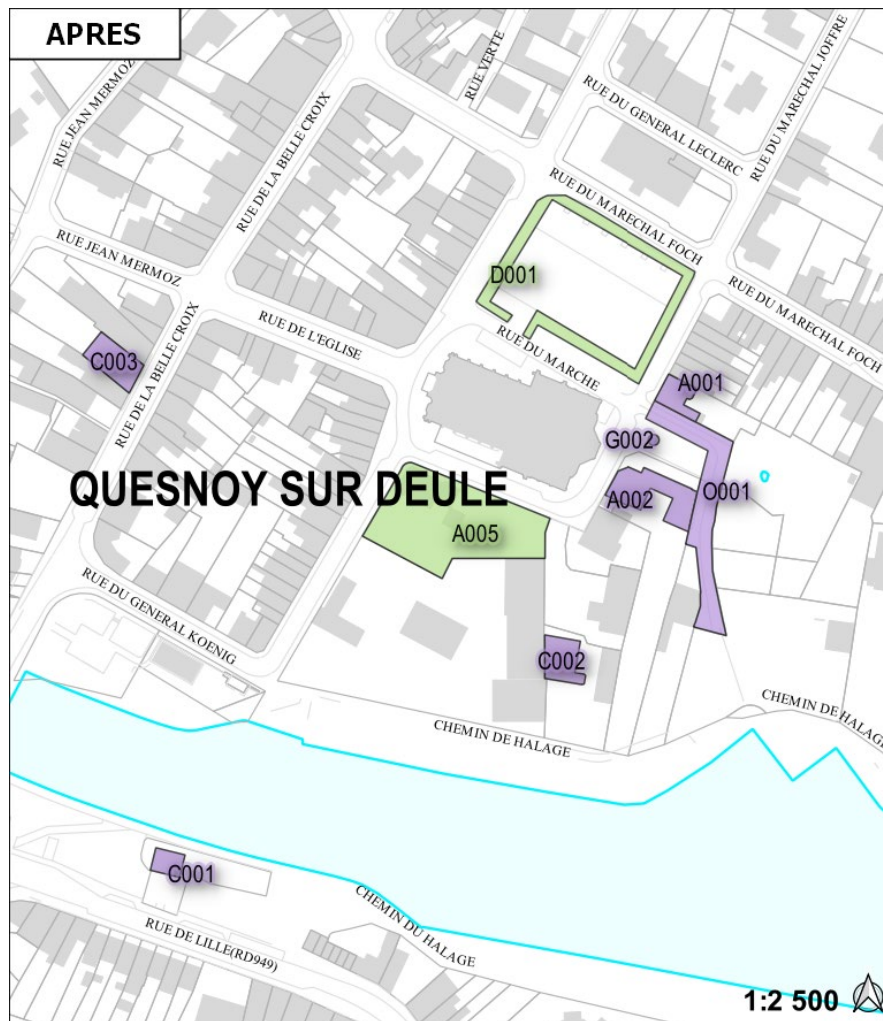 APRES
RUE JEAN MERMOZ
RUE DE LA BELLE CROIX
RUE VERTE
RUE DU GENERAL LECLERC
RUE DU MARECHAL JOFFRE
RUE DU MARECHAL FOCH
RUE JEAN MERMOZ
D001
RUE DU MARECHAL FOCH
RUE DE L'EGLISE
RUE DU MARCHE
C003
RUE DE LA BELLE CROIX
A001
G002
QUESNOY SUR DEULE
A002
O001
A005
RUE DU GENERAL KOENIG
C002
CHEMIN DE HALAGE
CHEMIN DE HALAGE
C001
CHEMIN DU HALAGE
RUE DE LILLE(RD949)
1:2 500